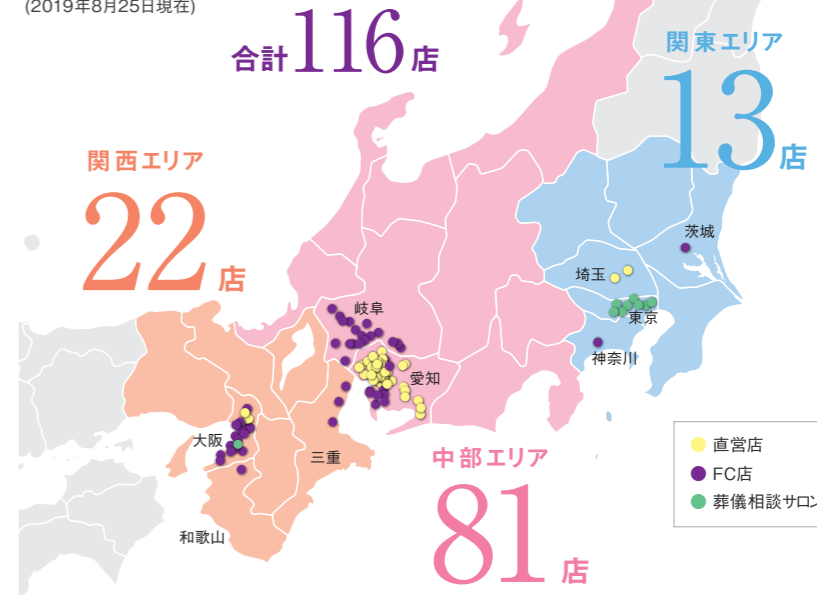 (2019年8月25日現在)
合計116店
関東エリア
13店
関西エリア
22店
茨城
埼玉
東京
神奈川
岐阜
愛知
大阪
三重
和歌山
中部エリア
81店
直営店
FC店
葬儀相談サロン